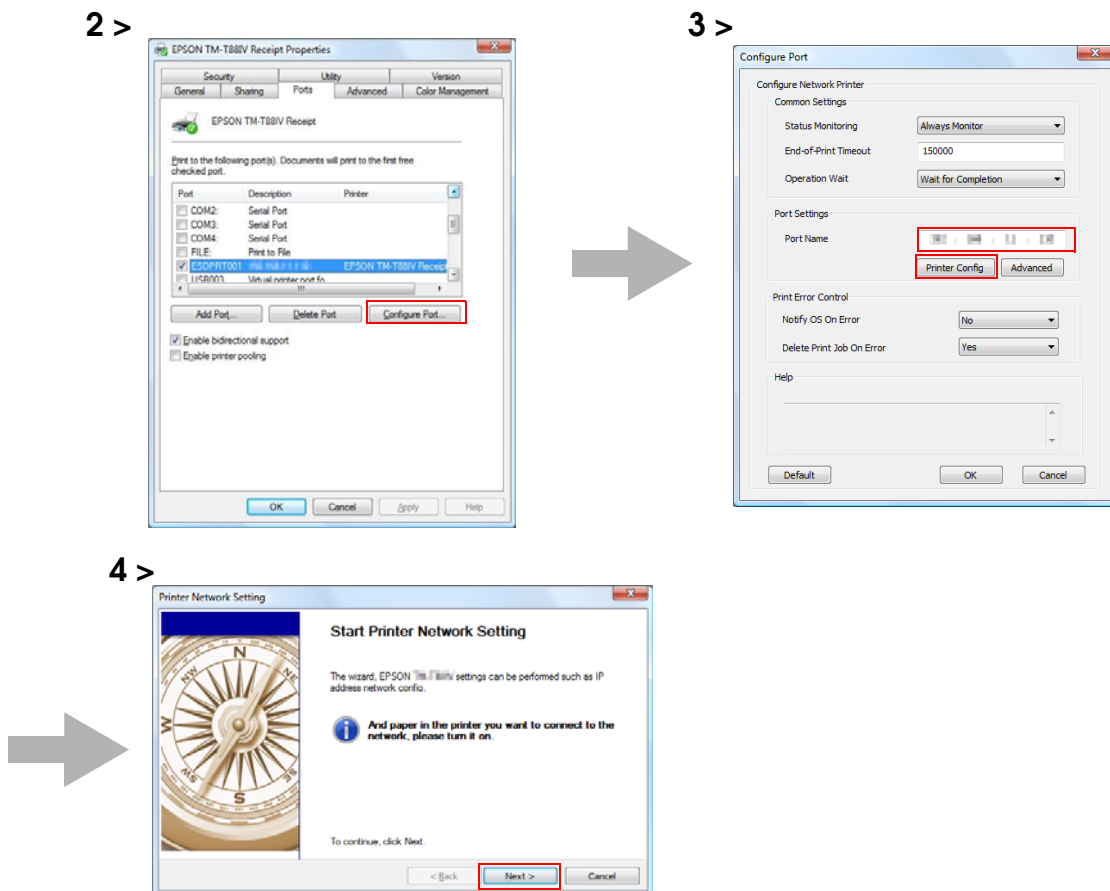 2 >
EPSON TM-T88IV Receipt Properties
Security Utility Version
General Sharing Ports Advanced Color Management
EPSON TM-T88IV Receipt
Print to the following port(s). Documents will print to the first free
checked port.
Port Description Printer
COM2: Serial Port
COM3: Serial Port
COM4: Serial Port
FILE: Print to File
ESDPRT001 EPSON TM-T88IV Receip
USB003 Virtual printer port fo
Add Port... Delete Port Configure Port...
Enable bidirectional support
Enable printer pooling
OK Cancel Apply Help
3 >
Configure Port
Configure Network Printer
Common Settings
Status Monitoring Always Monitor
End-of-Print Timeout 150000
Operation Wait Wait for Completion
Port Settings
Port Name
Printer Config Advanced
Print Error Control
Notify OS On Error No
Delete Print Job On Error Yes
Help
Default OK Cancel
4 >
Printer Network Setting
N
NE
SE
S
SW
W
NW
Start Printer Network Setting
The wizard, EPSON settings can be performed such as IP
address network config.
And paper in the printer you want to connect to the
network, please turn it on.
To continue, click Next.
< Back Next > Cancel